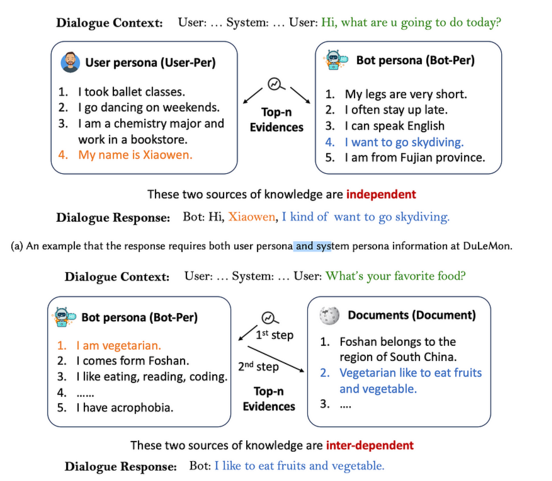 Dialogue Context: User: … System: … User: Hi, what are u going to do today?
User persona (User-Per)
1. I took ballet classes.
2. I go dancing on weekends.
3. I am a chemistry major and
work in a bookstore.
4. My name is Xiaowen.
Top-n
Evidences
Bot persona (Bot-Per)
1. My legs are very short.
2. I often stay up late.
3. I can speak English
4. I want to go skydiving.
5. I am from Fujian province.
These two sources of knowledge are independent
Dialogue Response: Bot: Hi, Xiaowen, I kind of want to go skydiving.
(a) An example that the response requires both user persona and system persona information at DuLeMon.
Dialogue Context: User: … System: … User: What's your favorite food?
Bot persona (Bot-Per)
1. I am vegetarian.
2. I comes form Foshan.
3. I like eating, reading, coding.
4. ......
5. I have acrophobia.
1st step
2nd step
Top-n
Evidences
Documents (Document)
1. Foshan belongs to the
region of South China.
2. Vegetarian like to eat fruits
and vegetable.
3. ....
These two sources of knowledge are inter-dependent
Dialogue Response: Bot: I like to eat fruits and vegetable.